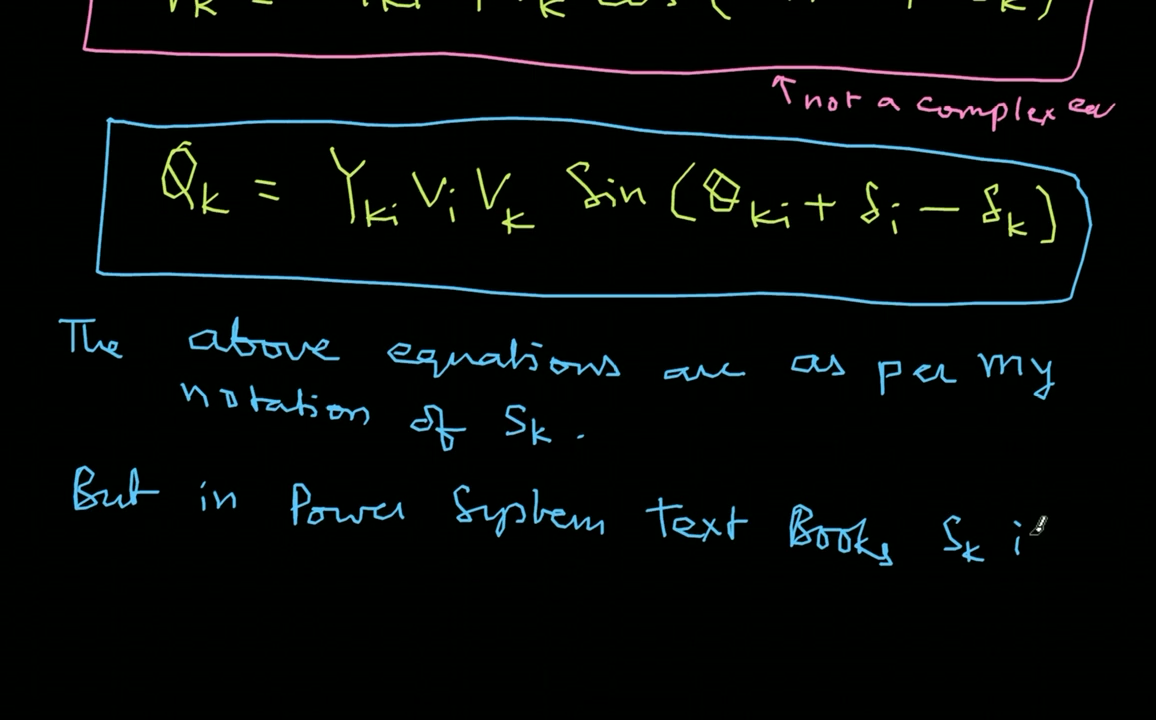 ↑ not a complex eq
Qk = Yki Vi Vk Sin (θki + δi − δk)
The above equations are as per my
notation of Sk.
But in Power System Text Books Sk i